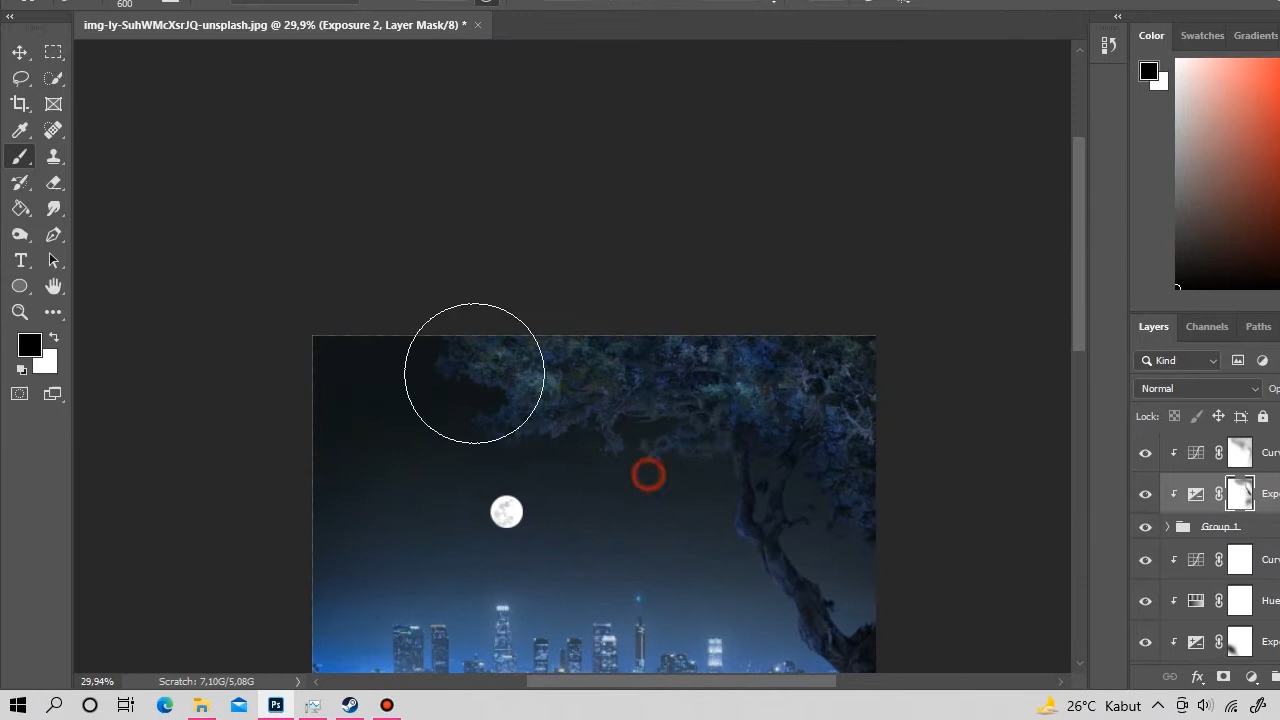 600
img-ly-SuhWMcXsrJQ-unsplash.jpg @ 29,9% (Exposure 2, Layer Mask/8) *
Color Swatches Gradients
Layers Channels Paths
Kind
Normal
Lock:
Group 1
29,94% Scratch: 7,10G/5,08G
26°C Kabut